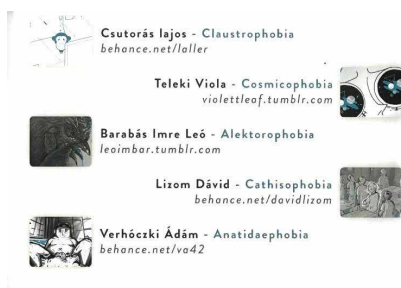 Csutorás lajos - Claustrophobia
behance.net/laller
Teleki Viola - Cosmicophobia
violettleaf.tumblr.com
Barabás Imre Leó - Alektorophobia
leoimbar.tumblr.com
Lizom Dávid - Cathisophobia
behance.net/davidlizom
Verhóczki Ádám - Anatidaephobia
behance.net/va42